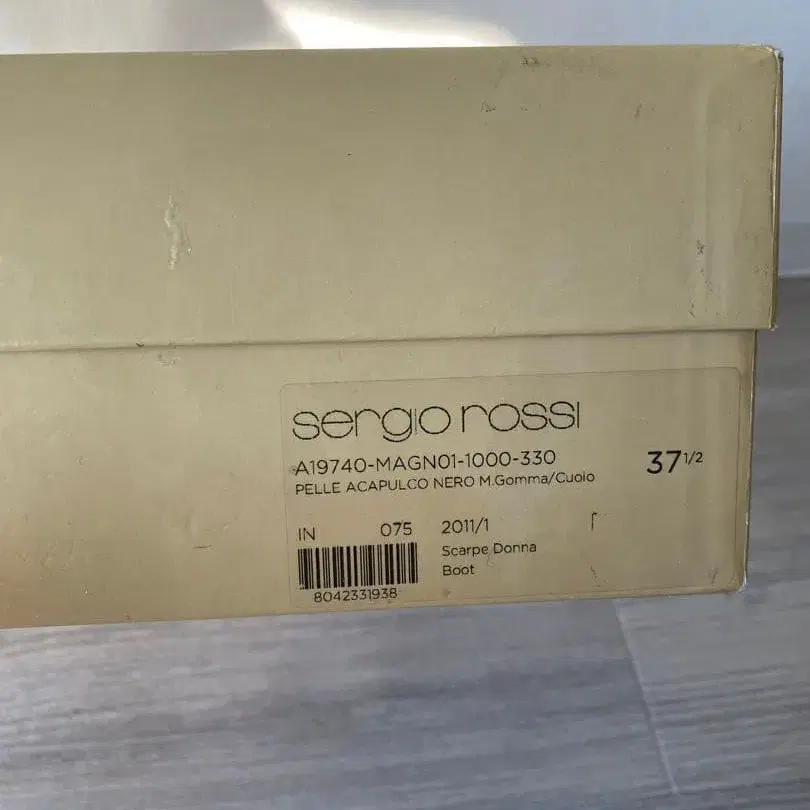 sergio rossi
A19740-MAGN01-1000-330
37 1/2
PELLE ACAPULCO NERO M.Gomma/Cuoio
IN 075 2011/1
Scarpe Donna
Boot
8042331938